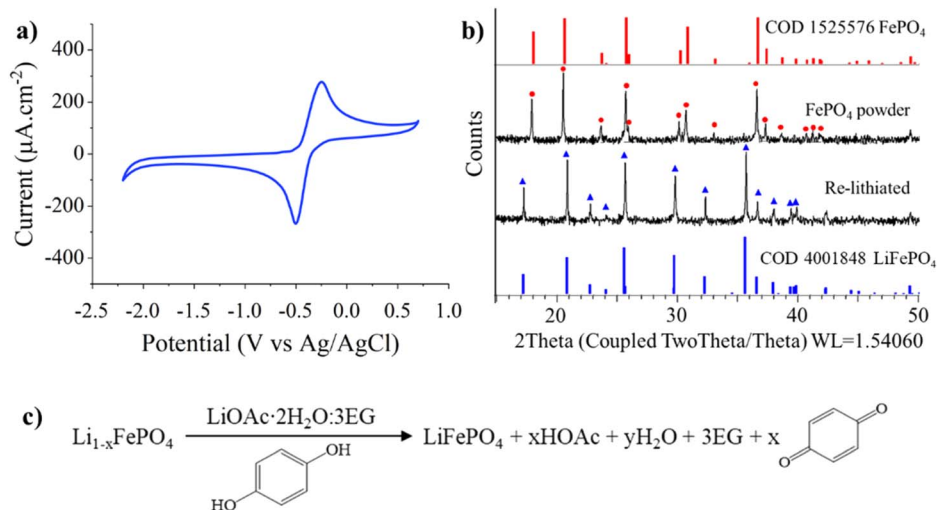 a)
Current (µA.cm⁻²)
400
200
0
-200
-400
-2.5 -2.0 -1.5 -1.0 -0.5 0.0 0.5 1.0
Potential (V vs Ag/AgCl)
b)
Counts
COD 1525576 FePO₄
FePO₄ powder
Re-lithiated
COD 4001848 LiFePO₄
20 30 40 50
2Theta (Coupled TwoTheta/Theta) WL=1.54060
c)
Li₁₋ₓFePO₄
LiOAc·2H₂O:3EG
OH
HO
LiFePO₄ + xHOAc + yH₂O + 3EG + x
O
O